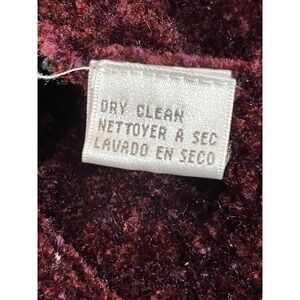 DRY CLEAN
NETTOYER A SEC
LAVADO EN SECO